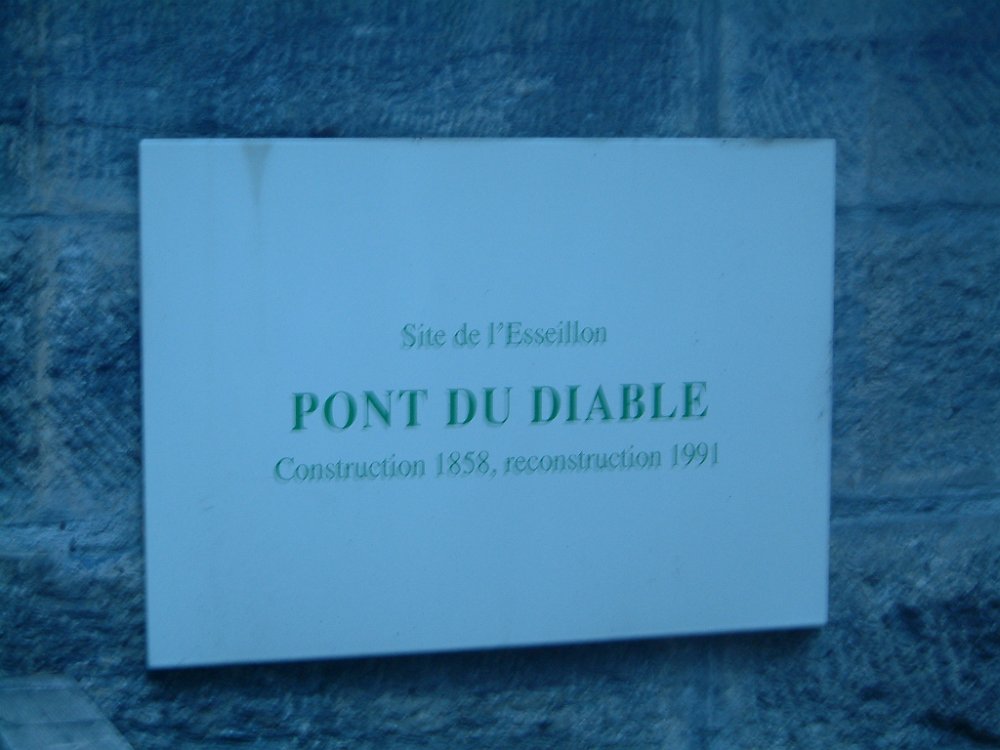 Site de l'Esseillon
PONT DU DIABLE
Construction 1858, reconstruction 1991